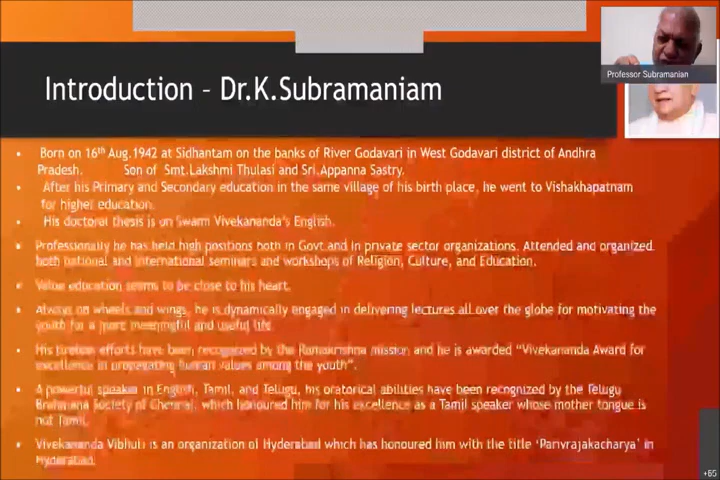 Introduction – Dr.K.Subramaniam
Professor Subramanian
• Born on 16th Aug.1942 at Sidhantam on the banks of River Godavari in West Godavari district of Andhra
Pradesh. Son of Smt.Lakshmi Thulasi and Sri.Appanna Sastry.
• After his Primary and Secondary education in the same village of his birth place, he went to Vishakhapatnam
for higher education.
• His doctoral thesis is on Swami Vivekananda's English.
• Professionally he has held high positions both in Govt and in private sector organizations. Attended and organized
both national and international seminars and workshops of Religion, Culture, and Education.
• Value education seems to be close to his heart.
• Always on wheels and wings, he is dynamically engaged in delivering lectures all over the globe for motivating the
youth for a more meaningful and useful life.
• His tireless efforts have been recognized by the Ramakrishna mission and he is awarded "Vivekananda Award for
excellence in propagating human values among the youth".
• A powerful speaker in English, Tamil, and Telugu, his oratorical abilities have been recognized by the Telugu
Brahmana Society of Chennai, which honoured him for his excellence as a Tamil speaker whose mother tongue is
not Tamil.
• Vivekananda Vibhuti is an organization of Hyderabad which has honoured him with the title 'Parivrajakacharya' in
Hyderabad.
+65